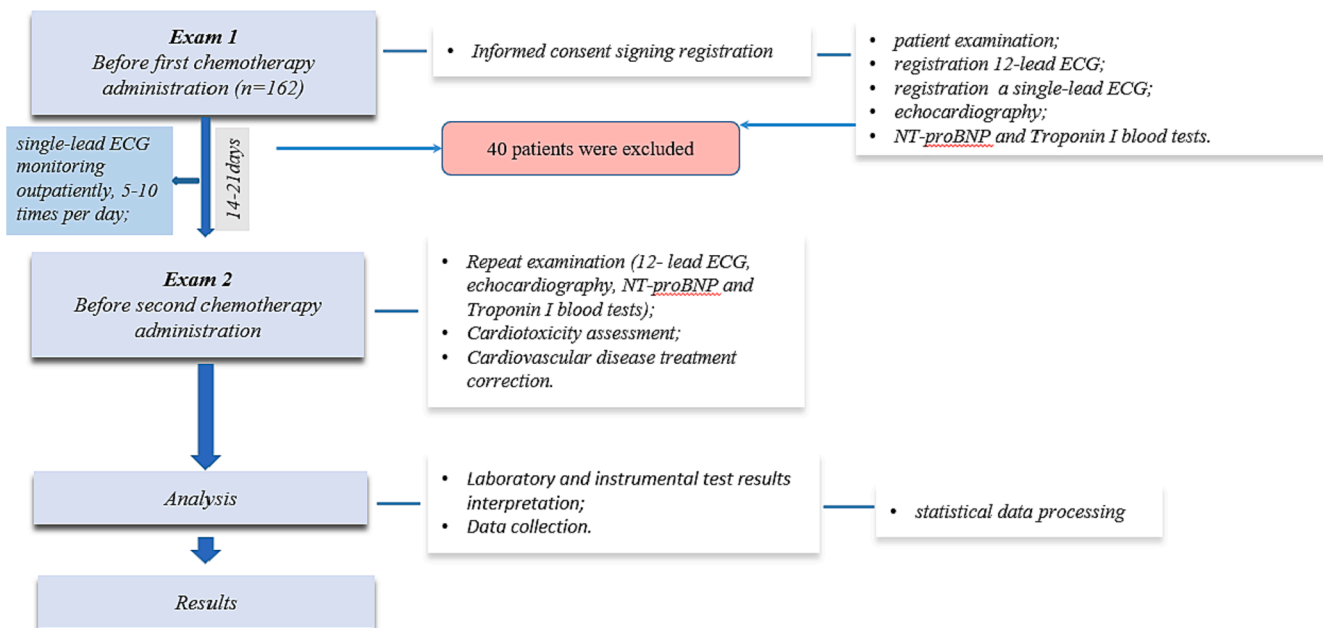 Exam 1
Before first chemotherapy
administration (n=162)
• Informed consent signing registration
• patient examination;
• registration 12-lead ECG;
• registration a single-lead ECG;
• echocardiography;
• NT-proBNP and Troponin I blood tests.
single-lead ECG
monitoring
outpatiently, 5-10
times per day;
14-21days
40 patients were excluded
Exam 2
Before second chemotherapy
administration
• Repeat examination (12- lead ECG,
echocardiography, NT-proBNP and
Troponin I blood tests);
• Cardiotoxicity assessment;
• Cardiovascular disease treatment
correction.
Analysis
• Laboratory and instrumental test results
interpretation;
• Data collection.
• statistical data processing
Results